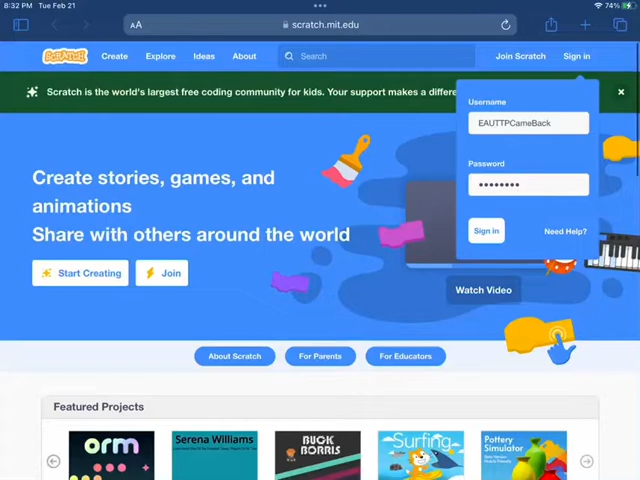 8:32 PM Tue Feb 21
74%
AA
scratch.mit.edu
SCRATCH
Create
Explore
Ideas
About
Search
Join Scratch
Sign in
Scratch is the world's largest free coding community for kids. Your support makes a differe
Username
EAUTTPCameBack
Password
••••••••
Sign in
Need Help?
Create stories, games, and
animations
Share with others around the world
Start Creating
Join
Watch Video
About Scratch
For Parents
For Educators
Featured Projects
orm
Serena Williams
BUCK
BORRIS
Surfing
Pottery
Simulator